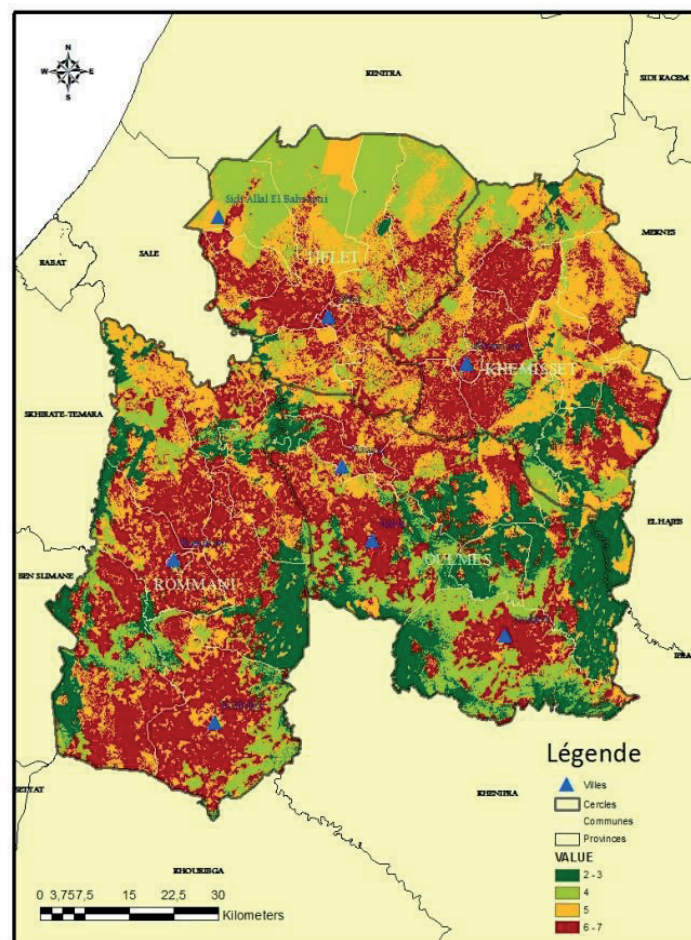 N
W E
S
KENITRA
SIDI KACEM
Sidi Allal El Bahraoui
MEKNES
SALE
TIFLET
RABAT
KHEMISSET
SKHIRATE-TEMARA
EL HAJEB
OULMES
BEN SLIMANE
ROMMANI
SETTAT
KHENIFRA
KHOURIBGA
Légende
Villes
Cercles
Communes
Provinces
VALUE
2 - 3
4
5
6 - 7
0 3,757,5 15 22,5 30
Kilometers